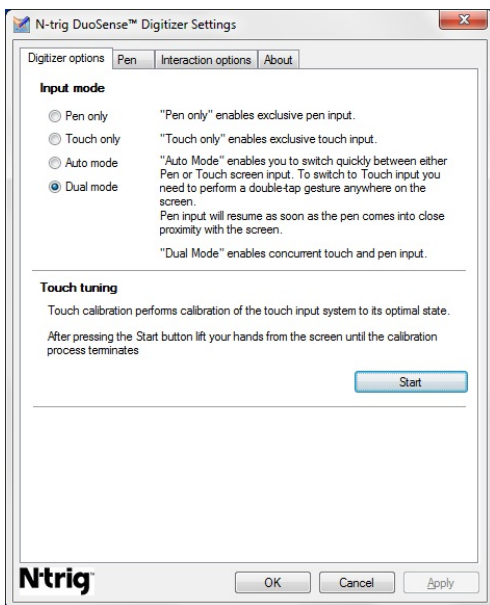 N-trig DuoSense™ Digitizer Settings
Digitizer options Pen Interaction options About
Input mode
Pen only "Pen only" enables exclusive pen input.
Touch only "Touch only" enables exclusive touch input.
Auto mode "Auto Mode" enables you to switch quickly between either
Pen or Touch screen input. To switch to Touch input you
Dual mode need to perform a double-tap gesture anywhere on the
screen.
Pen input will resume as soon as the pen comes into close
proximity with the screen.
"Dual Mode" enables concurrent touch and pen input.
Touch tuning
Touch calibration performs calibration of the touch input system to its optimal state.
After pressing the Start button lift your hands from the screen until the calibration
process terminates
Start
N-trig™ OK Cancel Apply